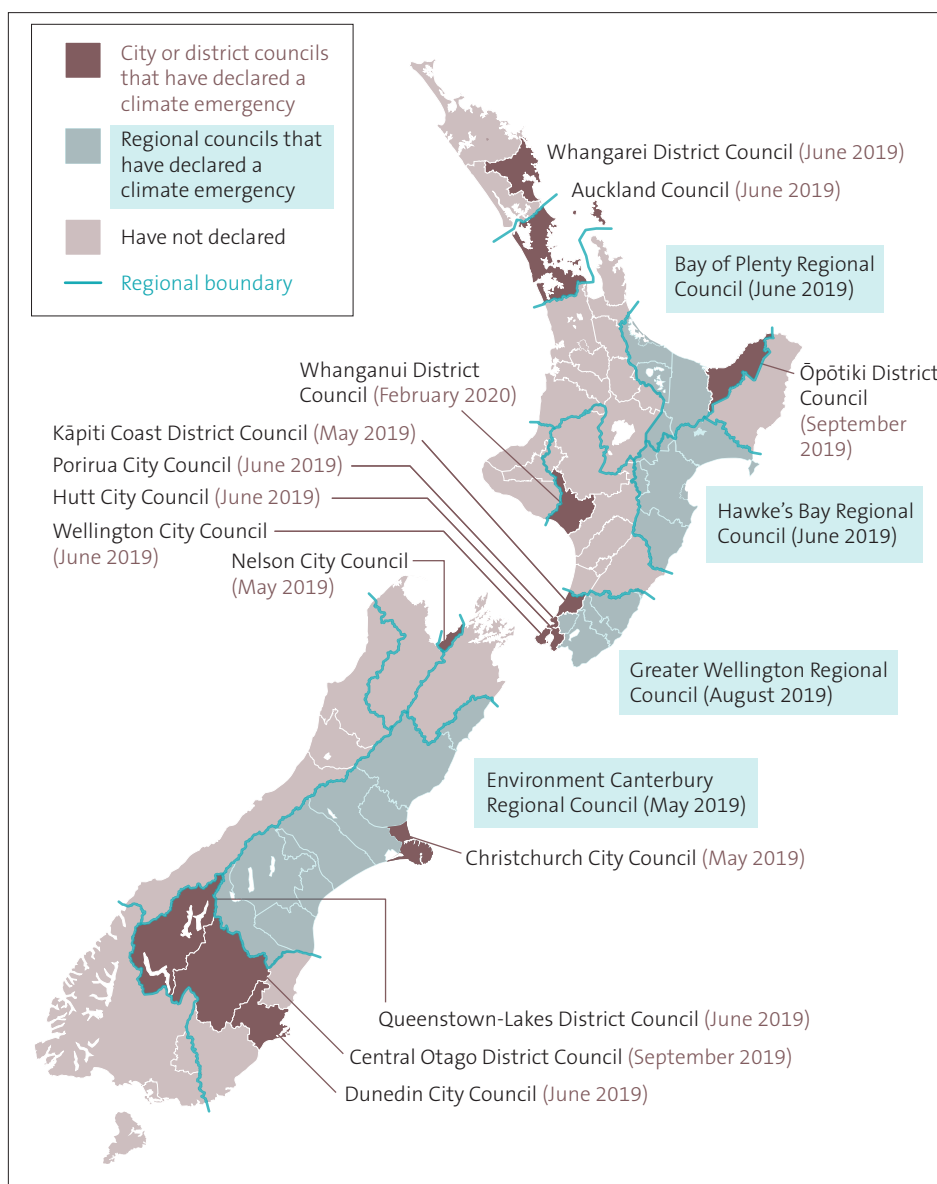 City or district councils
that have declared a
climate emergency
Regional councils that
have declared a
climate emergency
Have not declared
Regional boundary
Whangarei District Council (June 2019)
Auckland Council (June 2019)
Bay of Plenty Regional
Council (June 2019)
Whanganui District
Council (February 2020)
Ōpōtiki District
Council
(September
2019)
Kāpiti Coast District Council (May 2019)
Porirua City Council (June 2019)
Hutt City Council (June 2019)
Wellington City Council
(June 2019)
Hawke’s Bay Regional
Council (June 2019)
Nelson City Council
(May 2019)
Greater Wellington Regional
Council (August 2019)
Environment Canterbury
Regional Council (May 2019)
Christchurch City Council (May 2019)
Queenstown-Lakes District Council (June 2019)
Central Otago District Council (September 2019)
Dunedin City Council (June 2019)